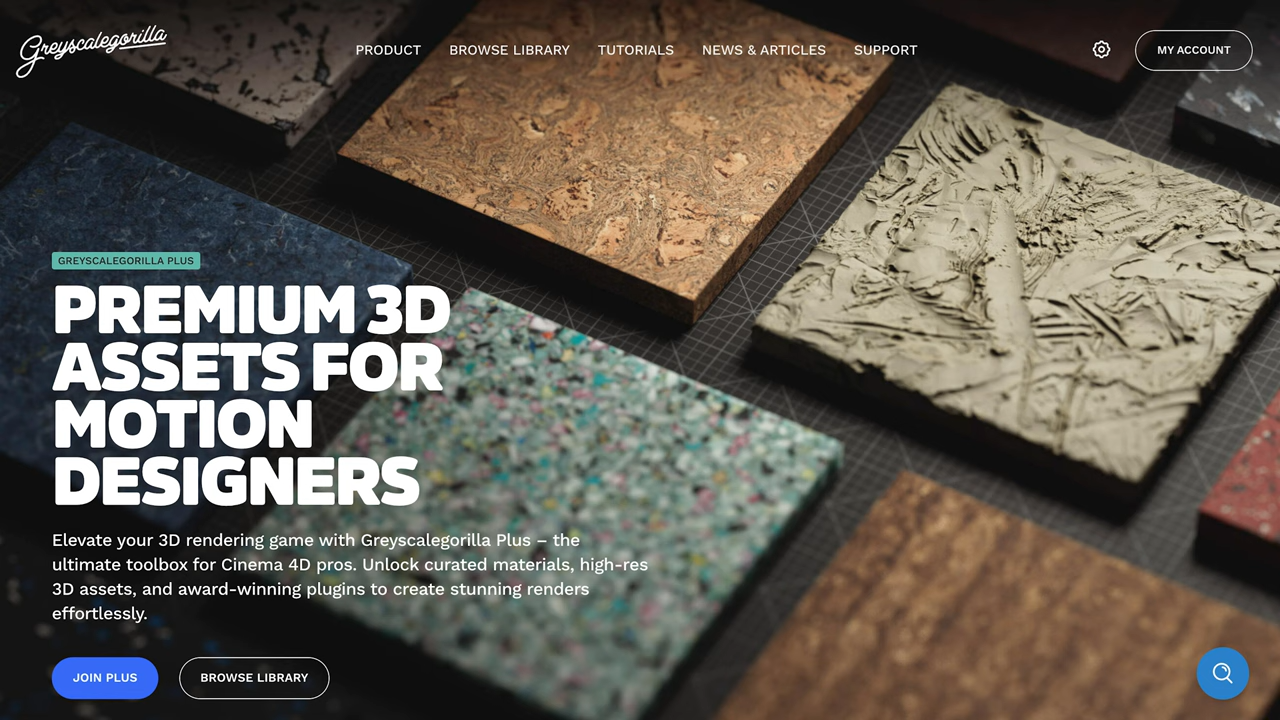 Greyscalegorilla
PRODUCT
BROWSE LIBRARY
TUTORIALS
NEWS & ARTICLES
SUPPORT
MY ACCOUNT
GREYSCALEGORILLA PLUS
PREMIUM 3D
ASSETS FOR
MOTION
DESIGNERS
Elevate your 3D rendering game with Greyscalegorilla Plus – the
ultimate toolbox for Cinema 4D pros. Unlock curated materials, high-res
3D assets, and award-winning plugins to create stunning renders
effortlessly.
JOIN PLUS
BROWSE LIBRARY